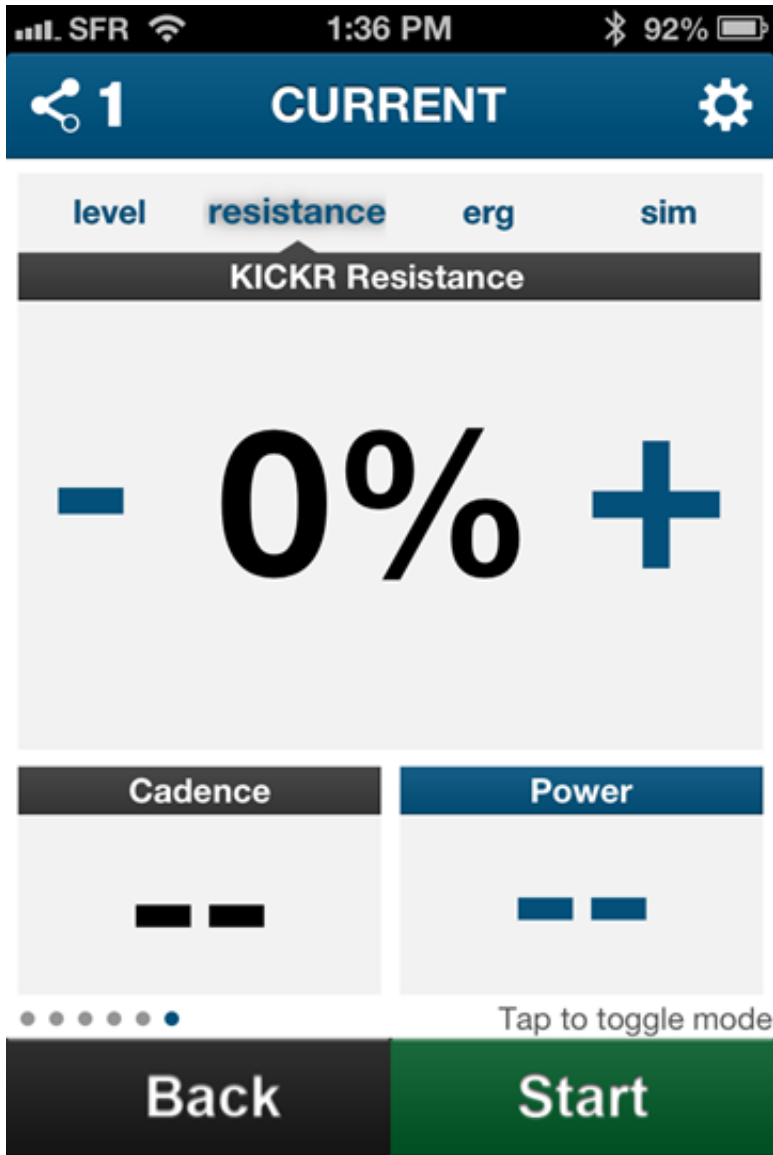 SFR 1:36 PM 92%
1 CURRENT
level resistance erg sim
KICKR Resistance
- 0% +
Cadence Power
-- --
Tap to toggle mode
Back Start